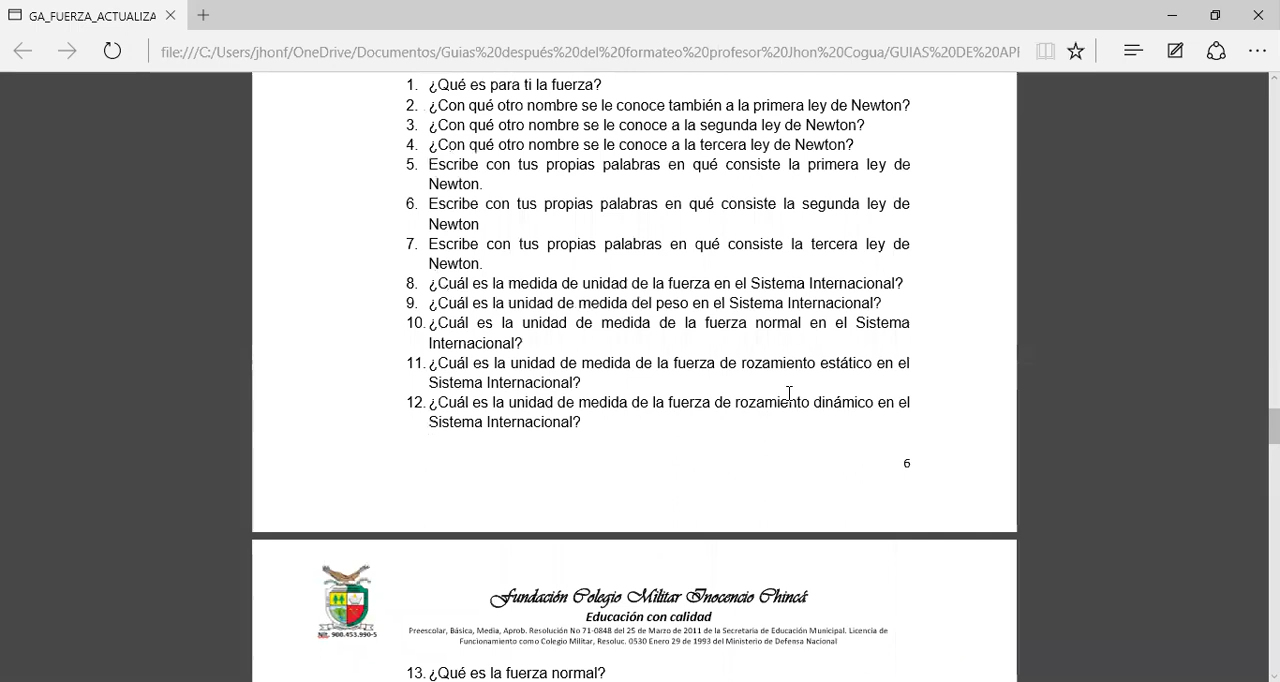 GA_FUERZA_ACTUALIZA
file:///C:/Users/jhonf/OneDrive/Documentos/Guias%20después%20del%20formateo%20profesor%20Jhon%20Cogua/GUIAS%20DE%20API
1. ¿Qué es para ti la fuerza?
2. ¿Con qué otro nombre se le conoce también a la primera ley de Newton?
3. ¿Con qué otro nombre se le conoce a la segunda ley de Newton?
4. ¿Con qué otro nombre se le conoce a la tercera ley de Newton?
5. Escribe con tus propias palabras en qué consiste la primera ley de
Newton.
6. Escribe con tus propias palabras en qué consiste la segunda ley de
Newton
7. Escribe con tus propias palabras en qué consiste la tercera ley de
Newton.
8. ¿Cuál es la medida de unidad de la fuerza en el Sistema Internacional?
9. ¿Cuál es la unidad de medida del peso en el Sistema Internacional?
10. ¿Cuál es la unidad de medida de la fuerza normal en el Sistema
Internacional?
11. ¿Cuál es la unidad de medida de la fuerza de rozamiento estático en el
Sistema Internacional?
12. ¿Cuál es la unidad de medida de la fuerza de rozamiento dinámico en el
Sistema Internacional?
6
Fundación Colegio Militar Inocencio Chincá
Educación con calidad
Nit. 900.453.990-5
Preescolar, Básica, Media, Aprob. Resolución No 71-0848 del 25 de Marzo de 2011 de la Secretaria de Educación Municipal. Licencia de
Funcionamiento como Colegio Militar, Resoluc. 0530 Enero 29 de 1993 del Ministerio de Defensa Nacional
13. ¿Qué es la fuerza normal?